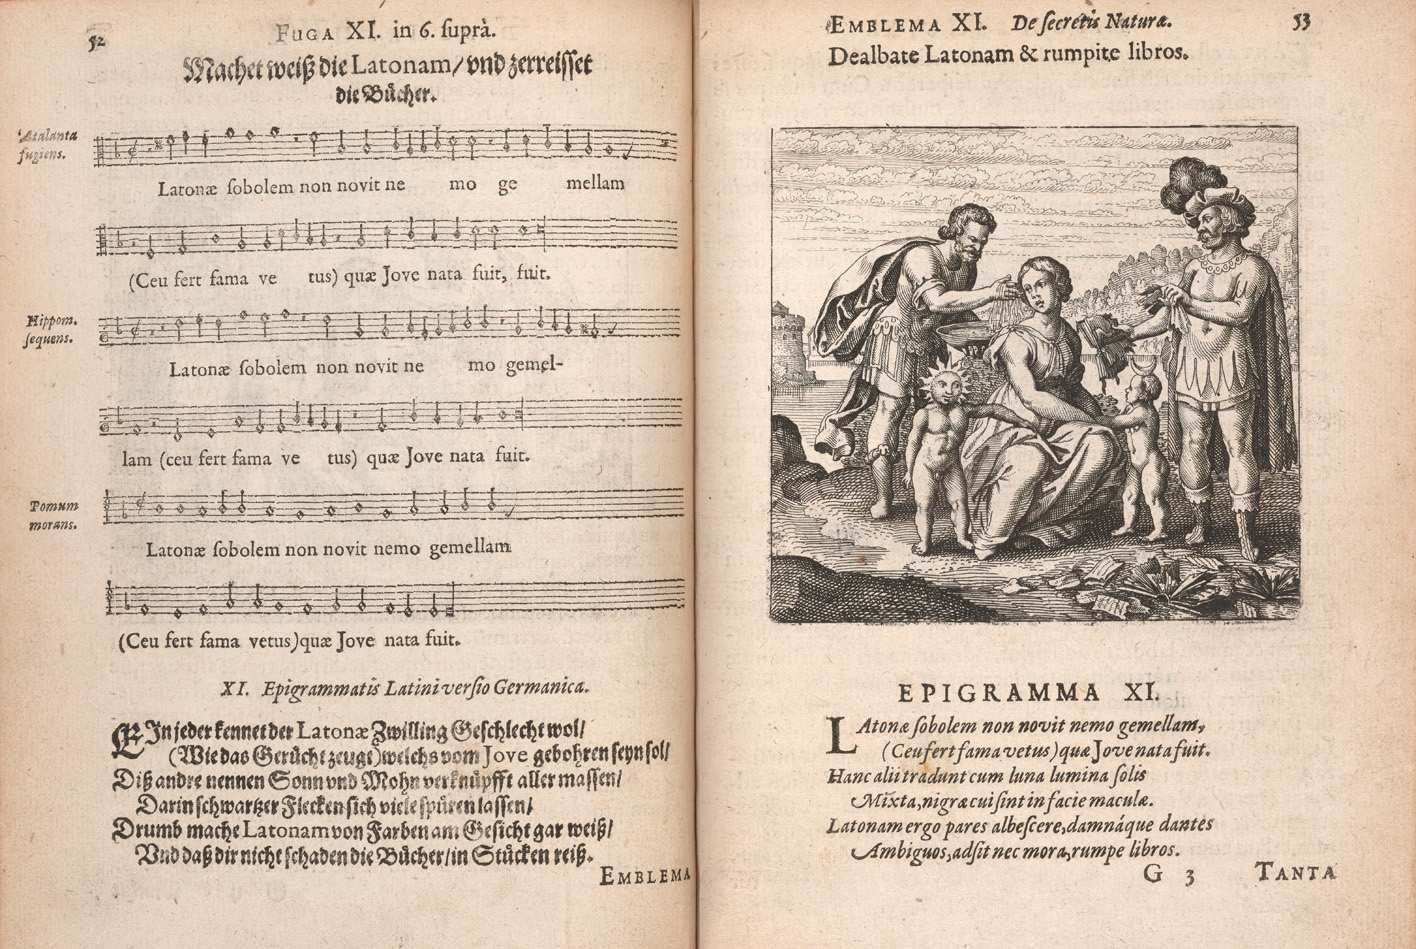 52
FUGA XI. in 6. ſuprà.
Machet weiß die Latonam/ vnd zerreiſſet
die Bücher.
Atalanta
fugiens.
Latonæ ſobolem non novit ne mo ge mellam
(Ceu fert fama ve tus) quæ Jove nata fuit, fuit.
Hippom.
ſequens.
Latonæ ſobolem non novit ne mo gemel-
lam (ceu fert fama ve tus) quæ Jove nata fuit.
Pomum
morans.
Latonæ ſobolem non novit nemo gemellam
(Ceu fert fama vetus) quæ Jove nata fuit.
XI. Epigrammatis Latini verſio Germanica.
EIn jeder kennet der Latonæ Zwilling Geſchlecht wol/
(Wie das Gerücht zeugt) welchs vom Jove gebohren ſeyn ſol/
Diß andre nennen Sonn vnd Mohn verknüpfft aller maſſen/
Darin ſchwartzer Flecken ſich viele ſpüren laſſen/
Drumb mache Latonam von Farben am Geſicht gar weiß/
Vnd daß dir nicht ſchaden die Bücher/ in Stücken reiß.
EMBLEMA
EMBLEMA XI. De ſecretis Naturæ.
53
Dealbate Latonam & rumpite libros.
EPIGRAMMA XI.
LAtonæ ſobolem non novit nemo gemellam,
(Ceu fert fama vetus) quæ Jove nata fuit.
Hanc alii tradunt cum luna lumina ſolis
Mixta, nigræ cui ſint in facie maculæ.
Latonam ergo pares albeſcere, damnáque dantes
Ambiguos, adſit nec mora, rumpe libros.
G 3
TANTA